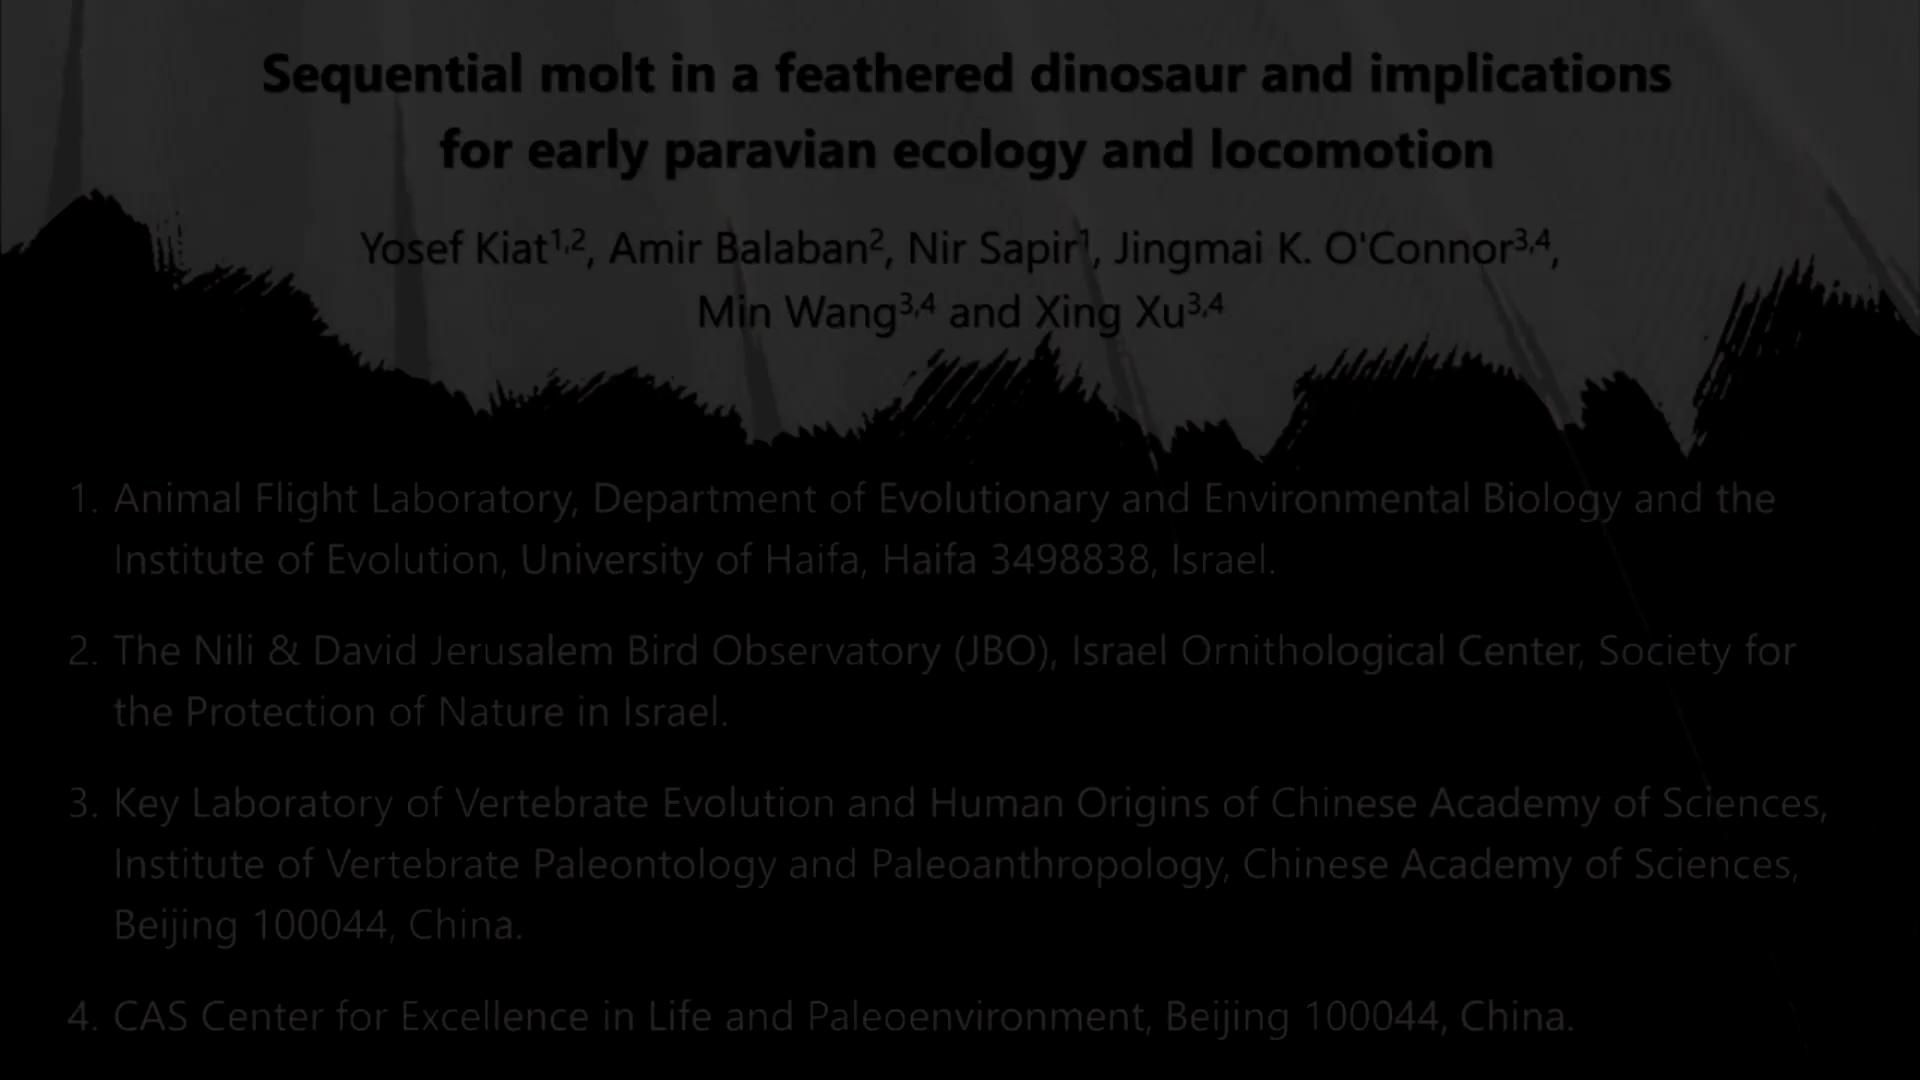 Sequential molt in a feathered dinosaur and implications
for early paravian ecology and locomotion
Yosef Kiat1,2, Amir Balaban2, Nir Sapir1, Jingmai K. O'Connor3,4,
Min Wang3,4 and Xing Xu3,4
1. Animal Flight Laboratory, Department of Evolutionary and Environmental Biology and the
Institute of Evolution, University of Haifa, Haifa 3498838, Israel.
2. The Nili & David Jerusalem Bird Observatory (JBO), Israel Ornithological Center, Society for
the Protection of Nature in Israel.
3. Key Laboratory of Vertebrate Evolution and Human Origins of Chinese Academy of Sciences,
Institute of Vertebrate Paleontology and Paleoanthropology, Chinese Academy of Sciences,
Beijing 100044, China.
4. CAS Center for Excellence in Life and Paleoenvironment, Beijing 100044, China.